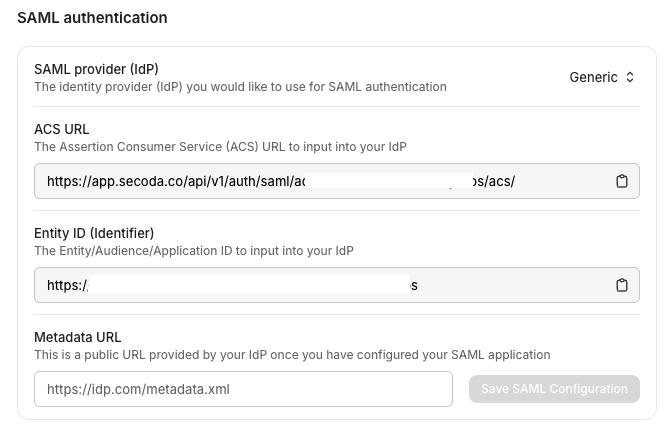 SAML authentication
SAML provider (IdP)
The identity provider (IdP) you would like to use for SAML authentication
Generic
ACS URL
The Assertion Consumer Service (ACS) URL to input into your IdP
https://app.secoda.co/api/v1/auth/saml/ac os/acs/
Entity ID (Identifier)
The Entity/Audience/Application ID to input into your IdP
https:/ s
Metadata URL
This is a public URL provided by your IdP once you have configured your SAML application
https://idp.com/metadata.xml
Save SAML Configuration